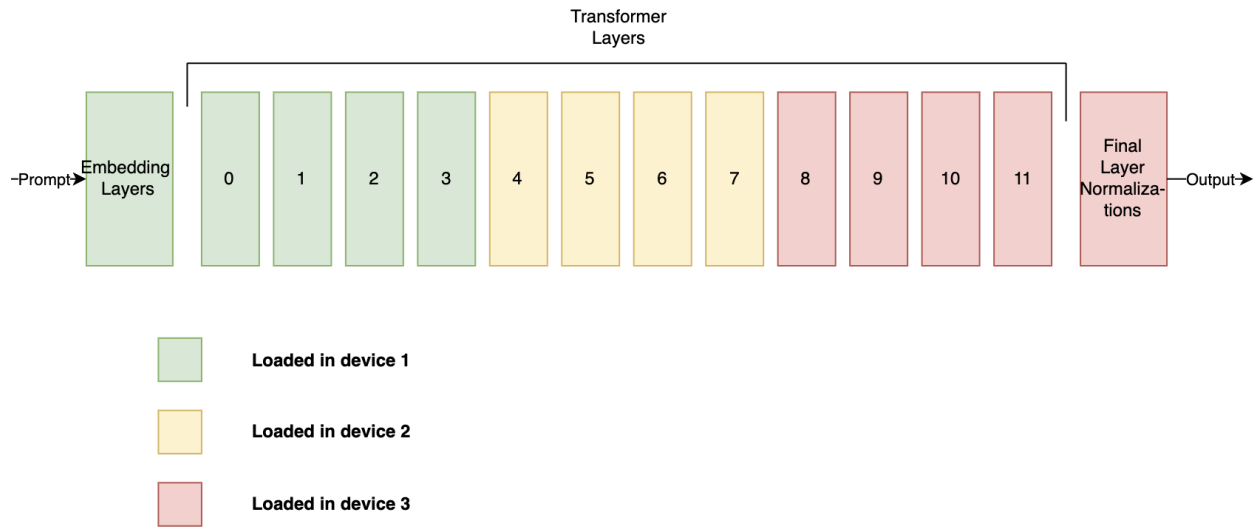 Transformer
Layers
Prompt
Embedding
Layers
0
1
2
3
4
5
6
7
8
9
10
11
Final
Layer
Normaliza-
tions
Output
Loaded in device 1
Loaded in device 2
Loaded in device 3